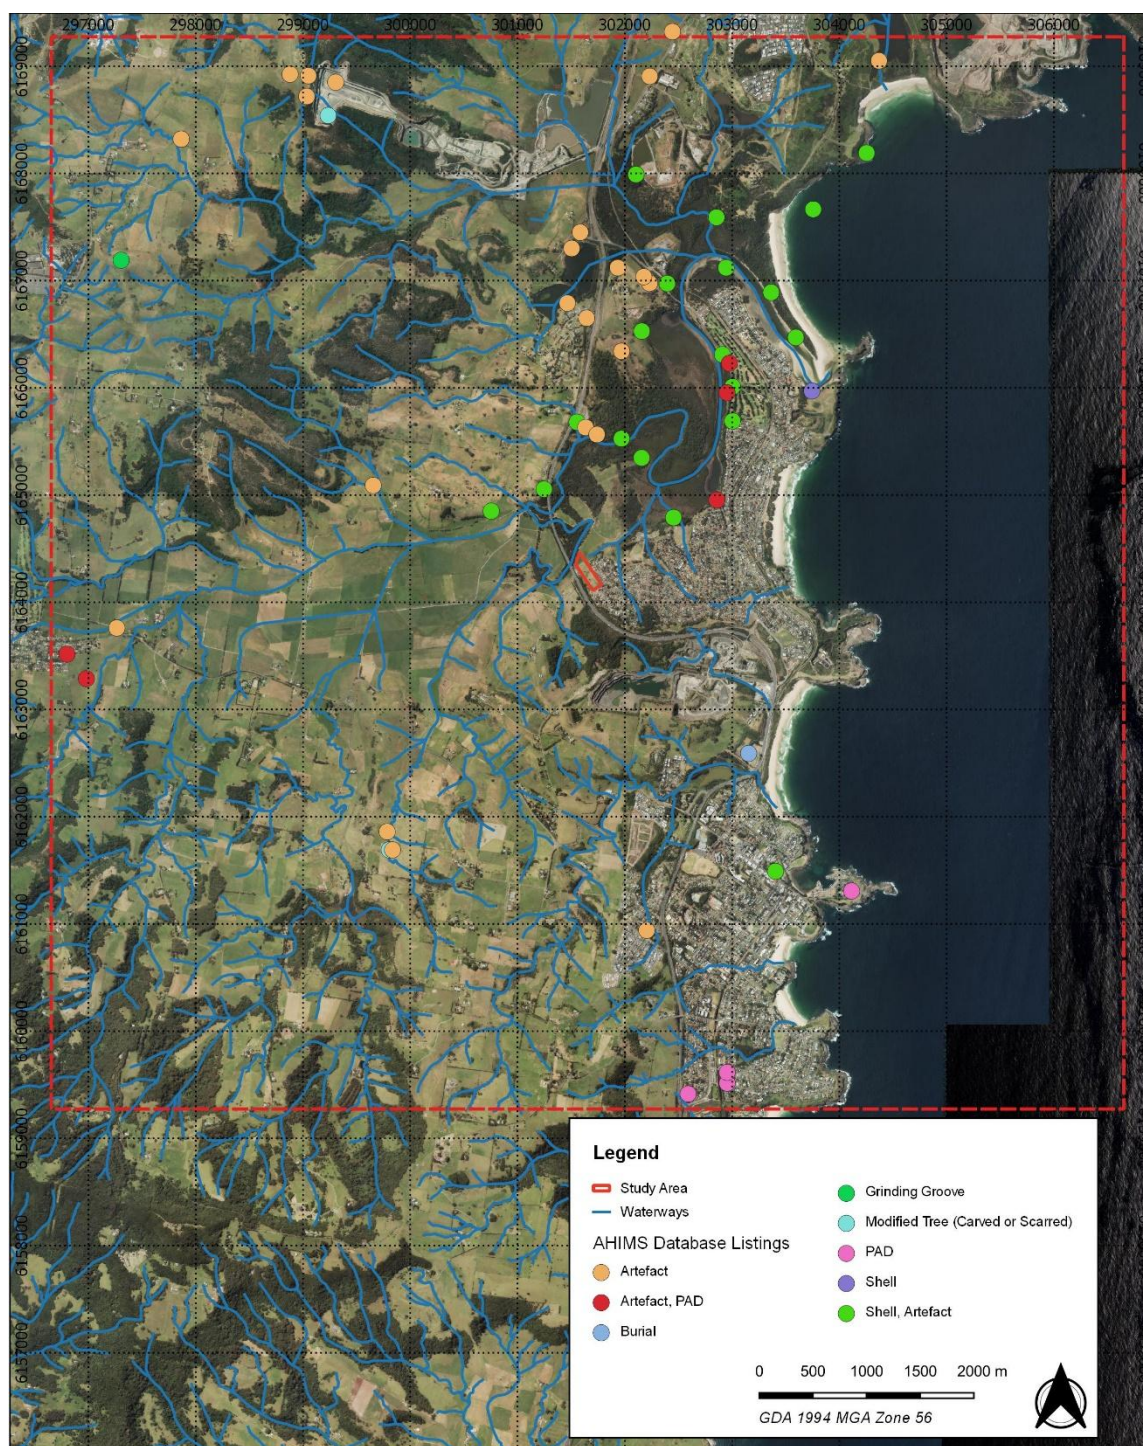 297000 298000 299000 300000 301000 302000 303000 304000 305000 306000
6169000
6168000
6167000
6166000
6165000
6164000
6163000
6162000
6161000
6160000
6159000
6158000
6157000
Legend
Study Area
Waterways
AHIMS Database Listings
Artefact
Artefact, PAD
Burial
Grinding Groove
Modified Tree (Carved or Scarred)
PAD
Shell
Shell, Artefact
0 500 1000 1500 2000 m
GDA 1994 MGA Zone 56